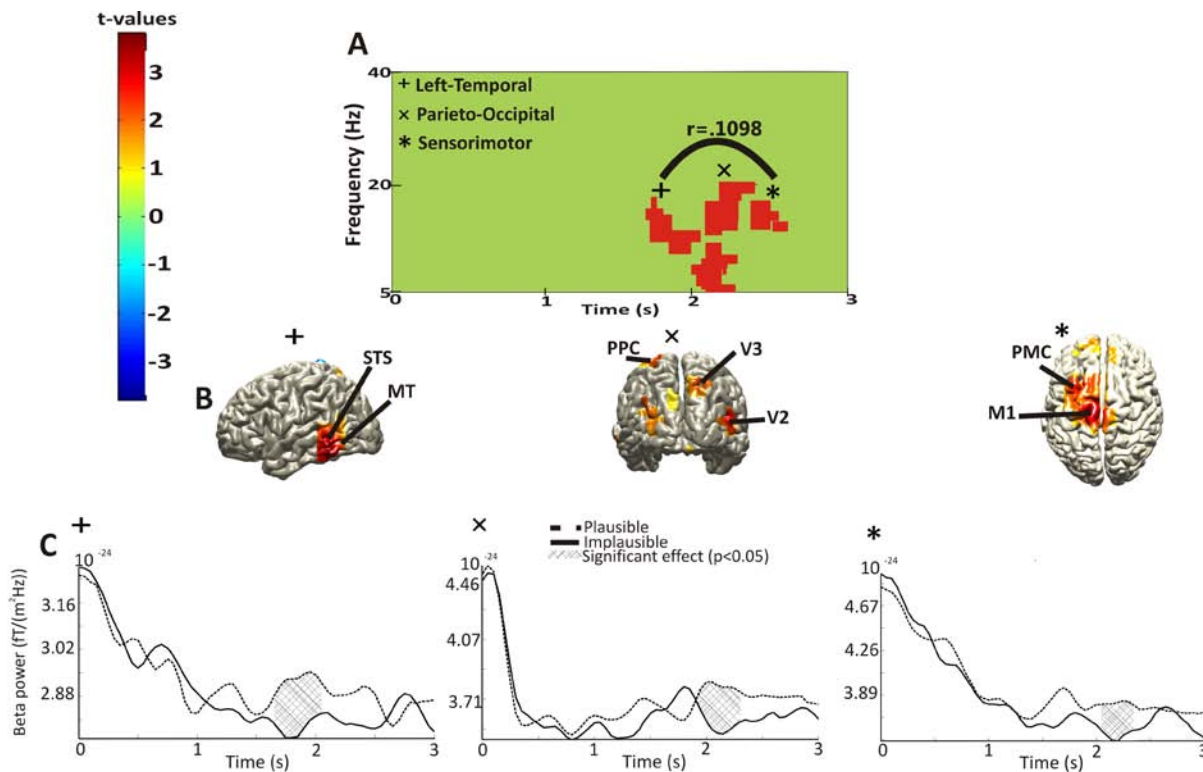 t-values
3
2
1
0
-1
-2
-3
A
40
20
5
Frequency (Hz)
+ Left-Temporal
× Parieto-Occipital
* Sensorimotor
r=.1098
+
×
*
0
1
2
3
Time (s)
B
+
STS
MT
×
PPC
V3
V2
*
PMC
M1
C
+
10 -24
3.16
3.02
2.88
Beta power (fT/(m²Hz))
0
1
2
3
Time (s)
×
Plausible
Implausible
Significant effect (p<0.05)
10 -24
4.46
4.07
3.71
0
1
2
3
Time (s)
*
10 -24
4.67
4.26
3.89
0
1
2
3
Time (s)